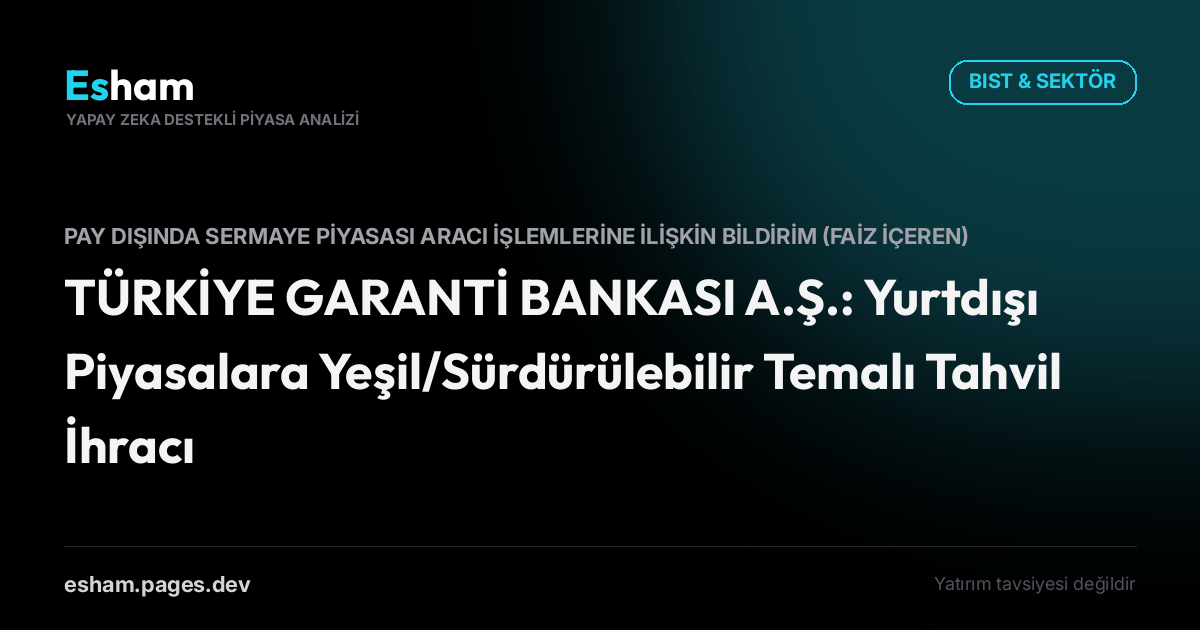 Esham
YAPAY ZEKA DESTEKLİ PİYASA ANALİZİ
BIST & SEKTÖR
PAY DIŞINDA SERMAYE PİYASASI ARACI İŞLEMLERİNE İLİŞKİN BİLDİRİM (FAİZ İÇEREN)
TÜRKİYE GARANTİ BANKASI A.Ş.: Yurtdışı
Piyasalara Yeşil/Sürdürülebilir Temalı Tahvil
İhracı
esham.pages.dev
Yatırım tavsiyesi değildir